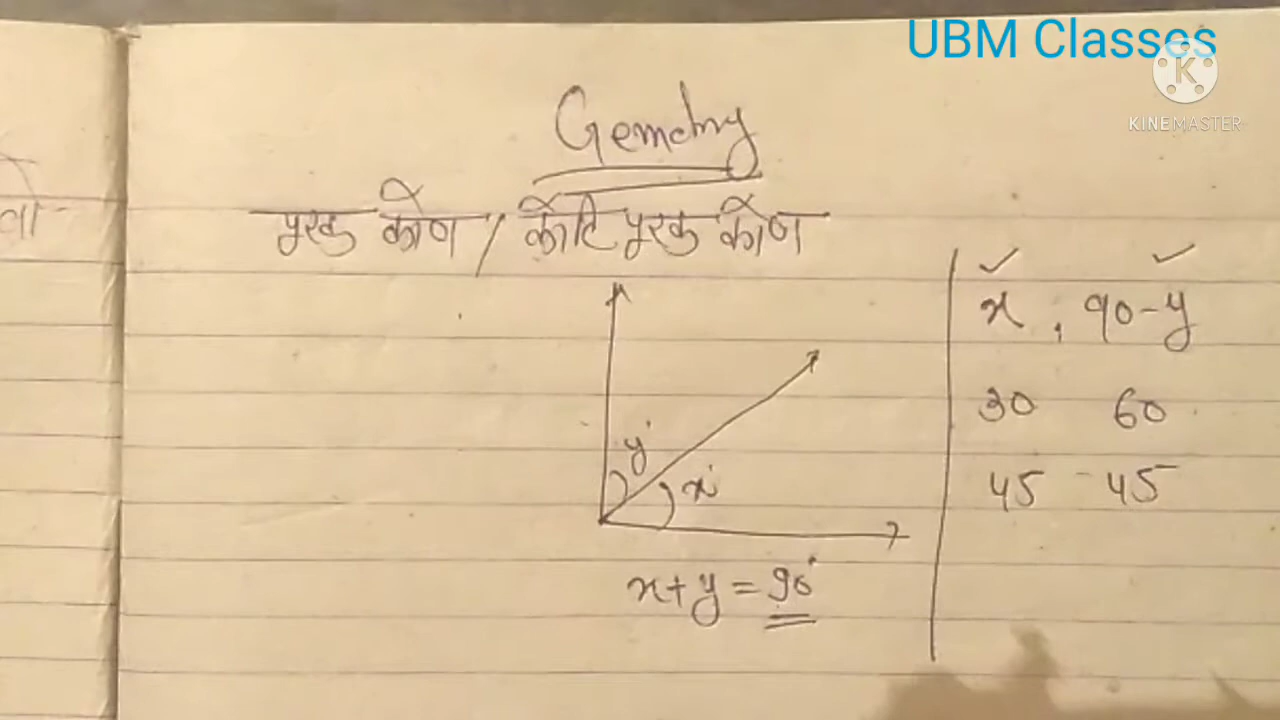 UBM Classes
K
KINEMASTER
Gemetry
पूरक कोण / कोटि पूरक कोण
x , 90-y
30 60
y°
x°
45 - 45
x+y = 90°